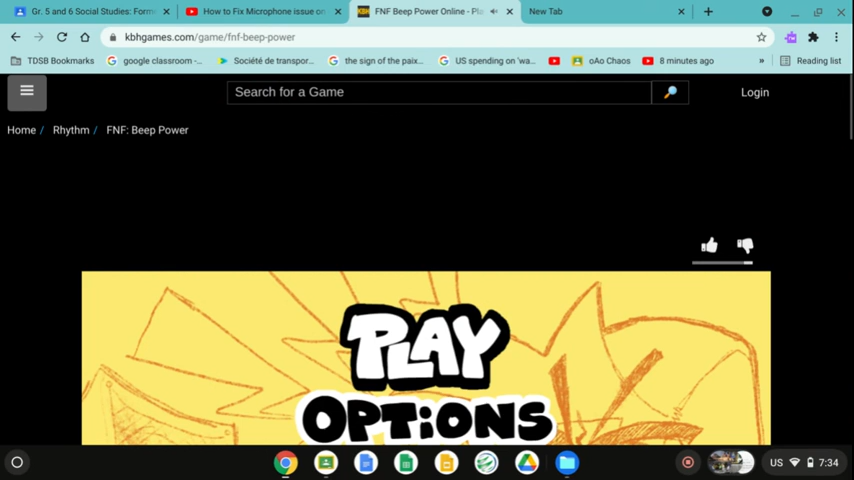 Gr. 5 and 6 Social Studies: Form
How to Fix Microphone issue on
FNF Beep Power Online - Pla
New Tab
kbhgames.com/game/fnf-beep-power
TDSB Bookmarks
google classroom -...
Société de transpor...
the sign of the paix...
US spending on 'wa...
oAo Chaos
8 minutes ago
»
Reading list
Search for a Game
Login
Home / Rhythm / FNF: Beep Power
PLAY
OPTIONS
US
7:34